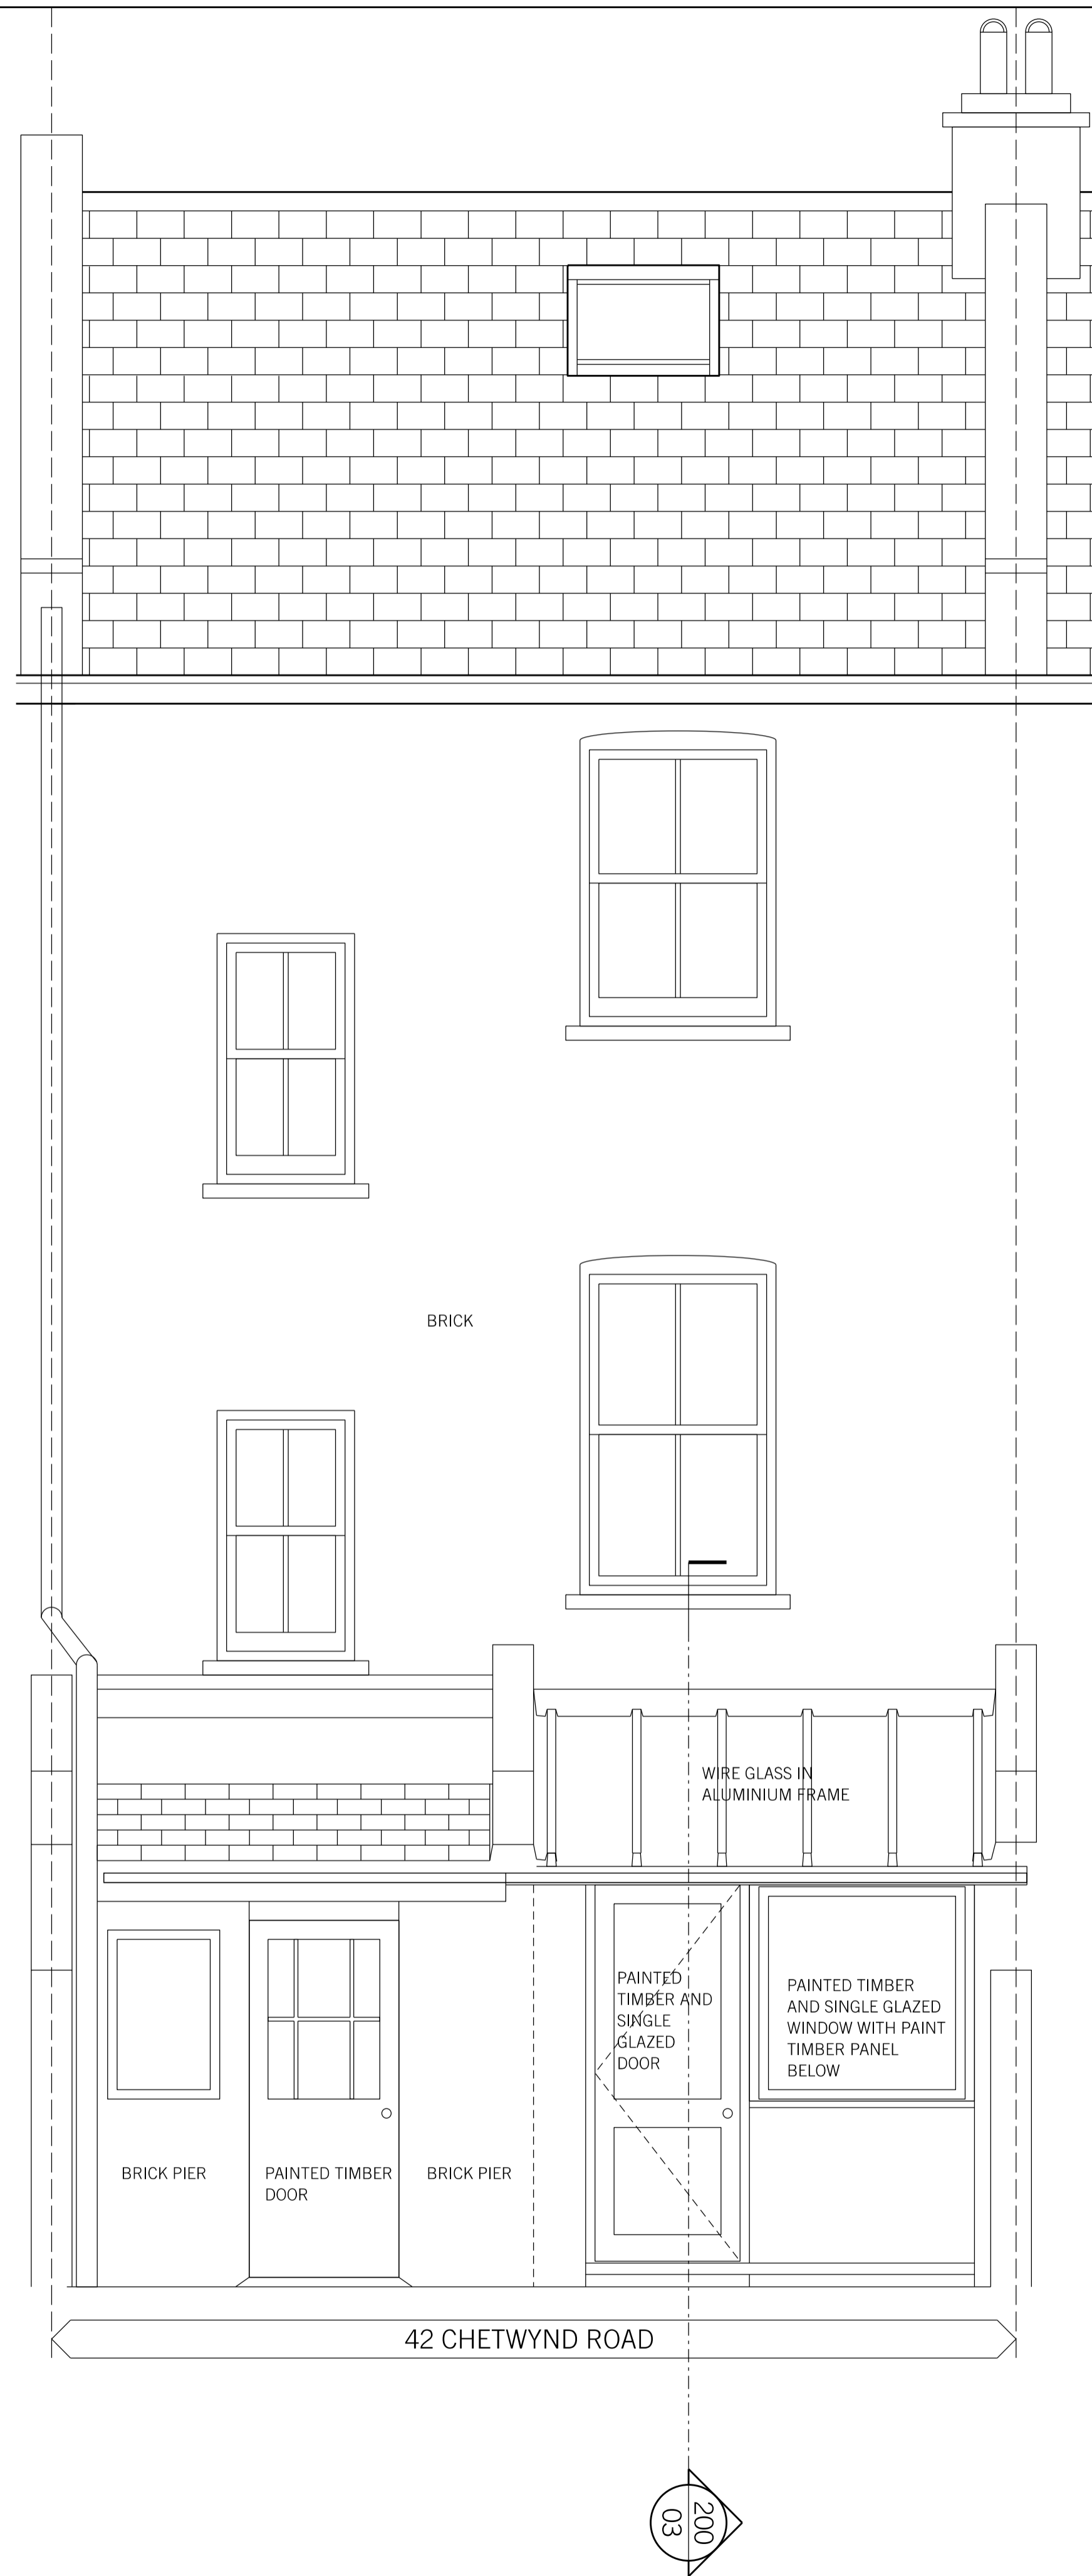 BRICK
WIRE GLASS IN
ALUMINIUM FRAME
PAINTED
TIMBER AND
SINGLE
GLAZED
DOOR
PAINTED TIMBER
AND SINGLE GLAZED
WINDOW WITH PAINT
TIMBER PANEL
BELOW
BRICK PIER
PAINTED TIMBER
DOOR
BRICK PIER
42 CHETWYND ROAD
200
03